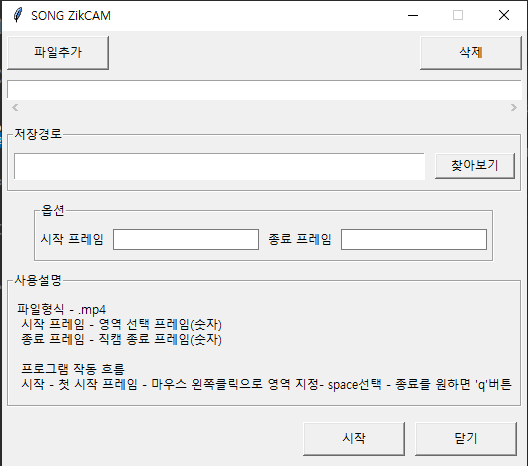 SONG ZikCAM
파일추가 삭제
저장경로
찾아보기
옵션
시작 프레임 종료 프레임
사용설명
파일형식 - .mp4
시작 프레임 - 영역 선택 프레임(숫자)
종료 프레임 - 직캠 종료 프레임(숫자)
프로그램 작동 흐름
시작 - 첫 시작 프레임 - 마우스 왼쪽클릭으로 영역 지정- space선택 - 종료를 원하면 'q'버튼
시작 닫기